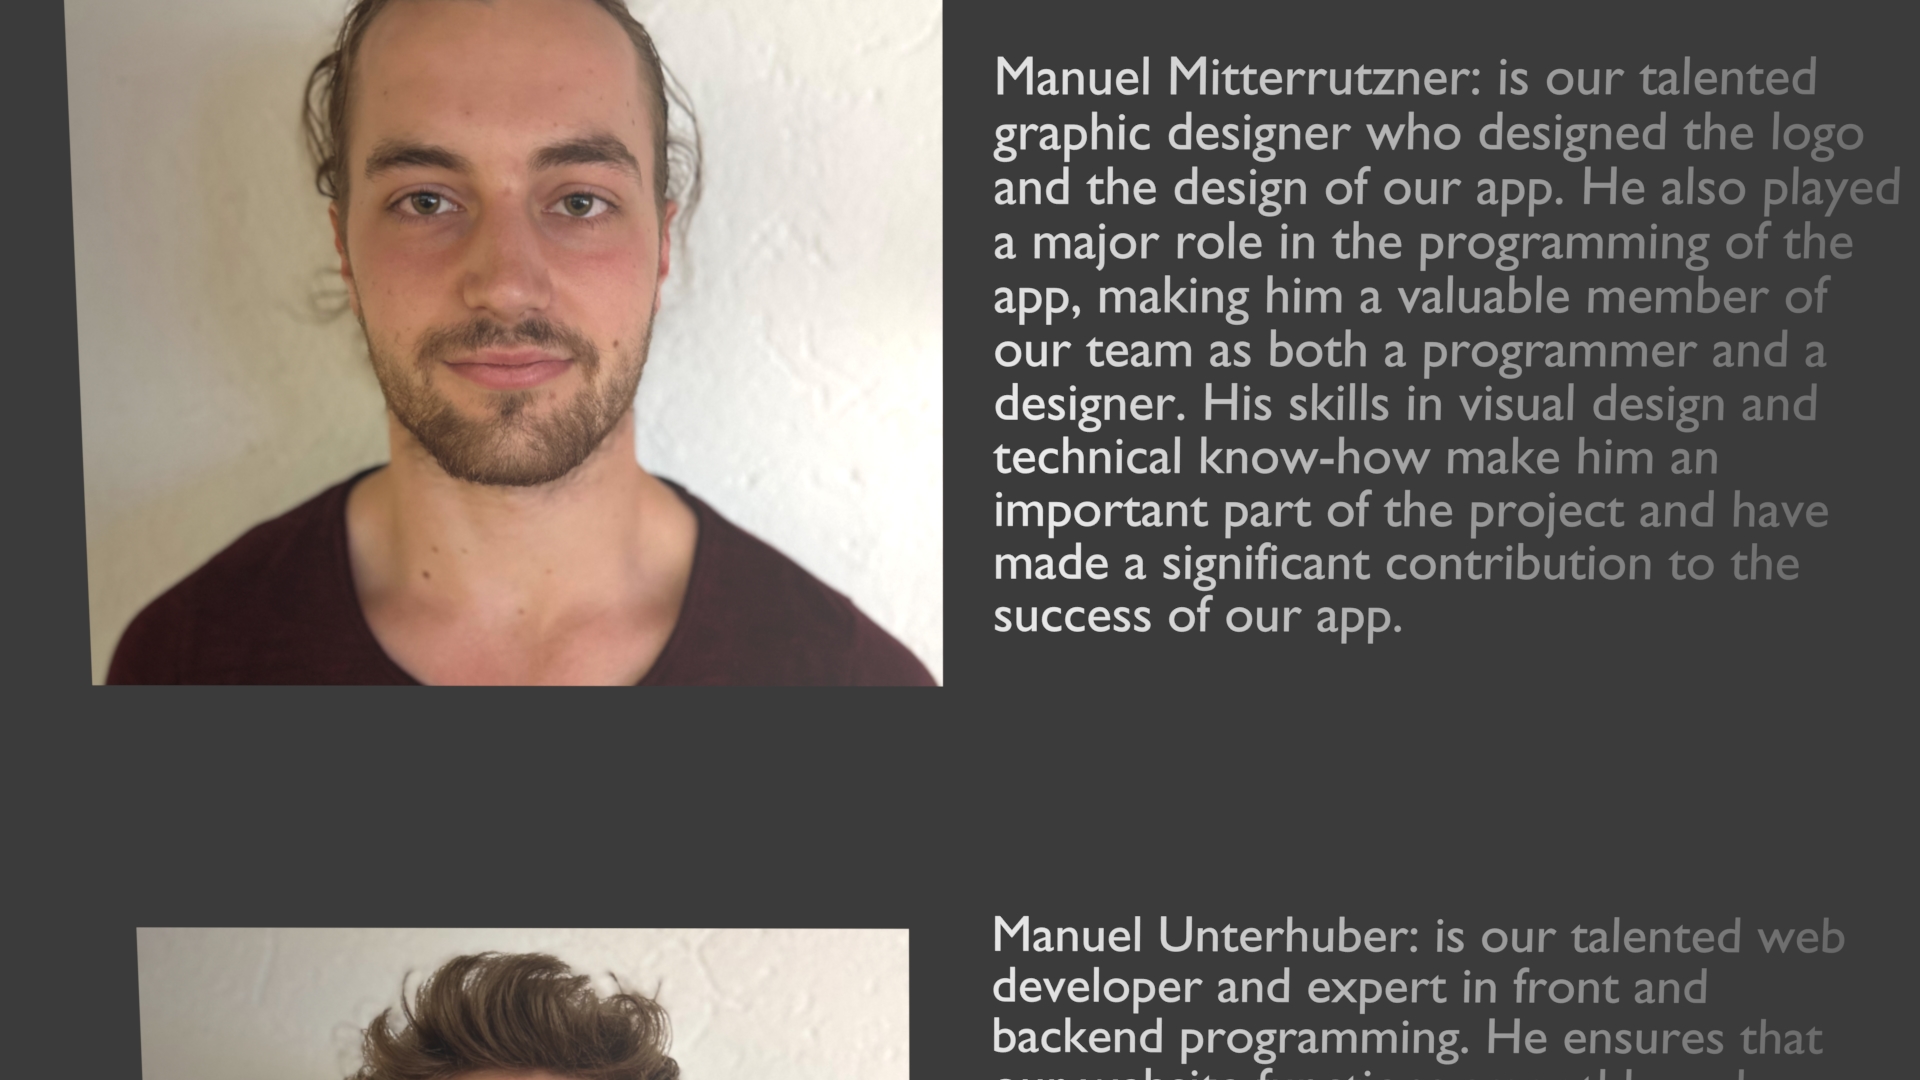 Manuel Mitterrutzner: is our talented
graphic designer who designed the logo
and the design of our app. He also played
a major role in the programming of the
app, making him a valuable member of
our team as both a programmer and a
designer. His skills in visual design and
technical know-how make him an
important part of the project and have
made a significant contribution to the
success of our app.
Manuel Unterhuber: is our talented web
developer and expert in front and
backend programming. He ensures that
our website